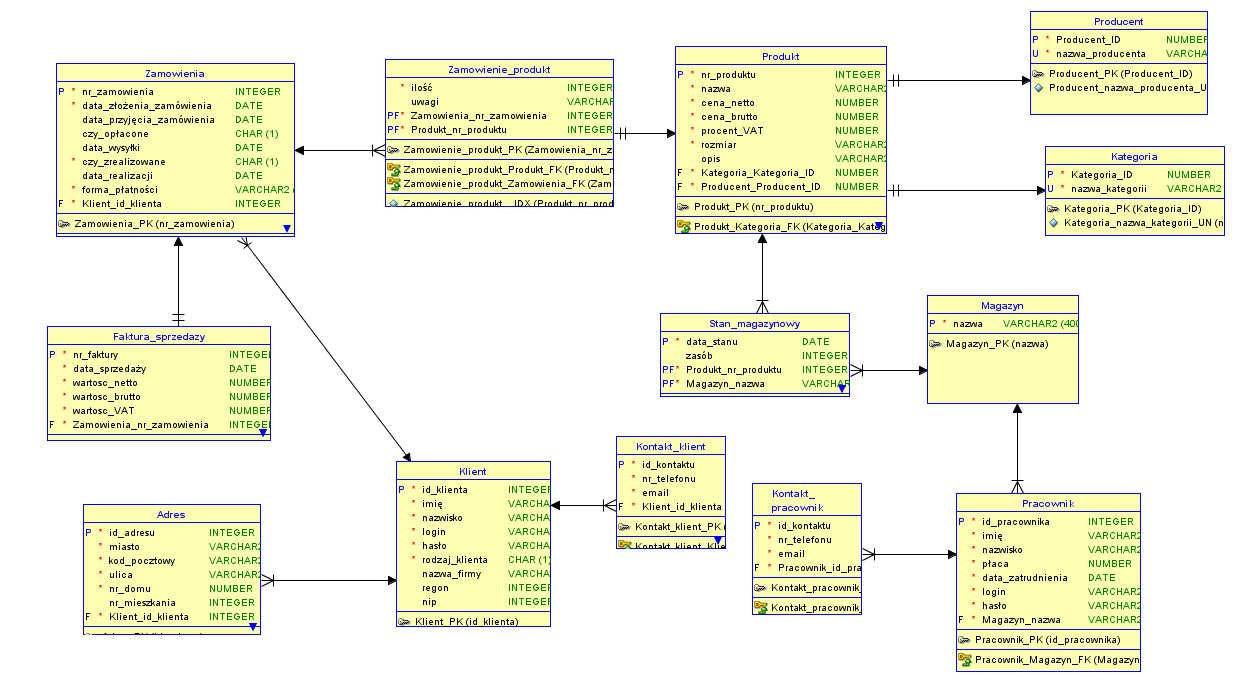 Zamowienia
P * nr_zamowienia INTEGER
* data_złożenia_zamówienia DATE
data_przyjęcia_zamówienia DATE
czy_opłacone CHAR (1)
data_wysyłki DATE
* czy_zrealizowane CHAR (1)
data_realizacji DATE
* forma_płatności VARCHAR2 (
F * Klient_id_klienta INTEGER
Zamowienia_PK (nr_zamowienia)
Zamowienie_produkt
* ilość INTEGER
uwagi VARCHAR
PF* Zamowienia_nr_zamowienia INTEGER
PF* Produkt_nr_produktu INTEGER
Zamowienie_produkt_PK (Zamowienia_nr_z
Zamowienie_produkt_Produkt_FK (Produkt_n
Zamowienie_produkt_Zamowienia_FK (Zam
Zamowienie_produkt__IDX (Produkt_nr_prod
Produkt
P * nr_produktu INTEGER
* nazwa VARCHAR2
* cena_netto NUMBER
* cena_brutto NUMBER
* procent_VAT NUMBER
* rozmiar VARCHAR2
opis VARCHAR2
F * Kategoria_Kategoria_ID NUMBER
F * Producent_Producent_ID NUMBER
Produkt_PK (nr_produktu)
Produkt_Kategoria_FK (Kategoria_Kateg
Producent
P * Producent_ID NUMBER
U * nazwa_producenta VARCHA
Producent_PK (Producent_ID)
Producent_nazwa_producenta_U
Kategoria
P * Kategoria_ID NUMBER
U * nazwa_kategorii VARCHAR2
Kategoria_PK (Kategoria_ID)
Kategoria_nazwa_kategorii_UN (n
Faktura_sprzedazy
P * nr_faktury INTEGE
* data_sprzedaży DATE
* wartosc_netto NUMBER
* wartosc_brutto NUMBER
* wartosc_VAT NUMBER
F * Zamowienia_nr_zamowienia INTEGE
Stan_magazynowy
P * data_stanu DATE
zasób INTEGER
PF* Produkt_nr_produktu INTEGER
PF* Magazyn_nazwa VARCHAR
Magazyn
P * nazwa VARCHAR2 (400
Magazyn_PK (nazwa)
Klient
P * id_klienta INTEGER
* imię VARCHA
* nazwisko VARCHA
* login VARCHA
* hasło VARCHA
* rodzaj_klienta CHAR (1)
nazwa_firmy VARCHA
regon INTEGER
nip INTEGER
Klient_PK (id_klienta)
Kontakt_klient
P * id_kontaktu
* nr_telefonu
* email
F * Klient_id_klienta
Kontakt_klient_PK (
Kontakt_klient_Klie
Adres
P * id_adresu INTEGER
* miasto VARCHAR2
* kod_pocztowy VARCHAR2
* ulica VARCHAR2
* nr_domu NUMBER
nr_mieszkania INTEGER
F * Klient_id_klienta INTEGER
Kontakt_
pracownik
P * id_kontaktu
* nr_telefonu
* email
F * Pracownik_id_pra
Kontakt_pracownik_
Kontakt_pracownik_
Pracownik
P * id_pracownika INTEGER
* imię VARCHAR2
* nazwisko VARCHAR2
* płaca NUMBER
* data_zatrudnienia DATE
* login VARCHAR2
* hasło VARCHAR2
F * Magazyn_nazwa VARCHAR2
Pracownik_PK (id_pracownika)
Pracownik_Magazyn_FK (Magazyn